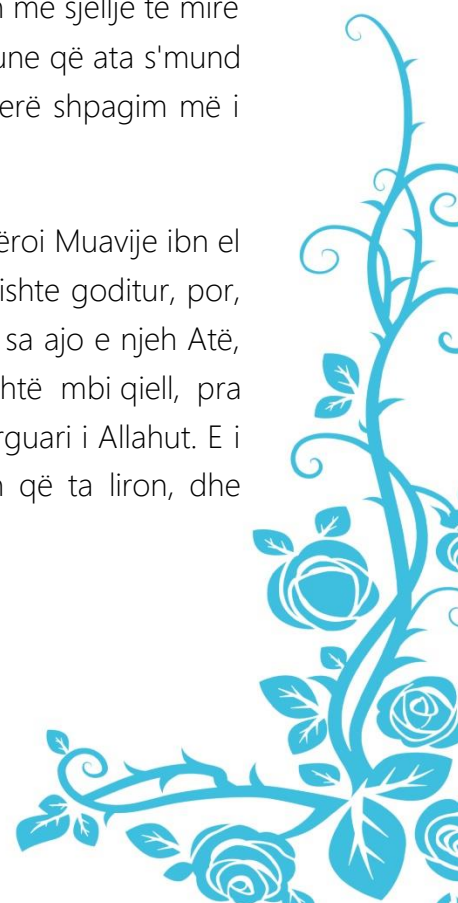 me sjellje të mirë
une që ata s'mund
erë shpagim më i
ëroi Muavije ibn el
ishte goditur, por,
sa ajo e njeh Atë,
htë mbi qiell, pra
rguari i Allahut. E i
që ta liron, dhe